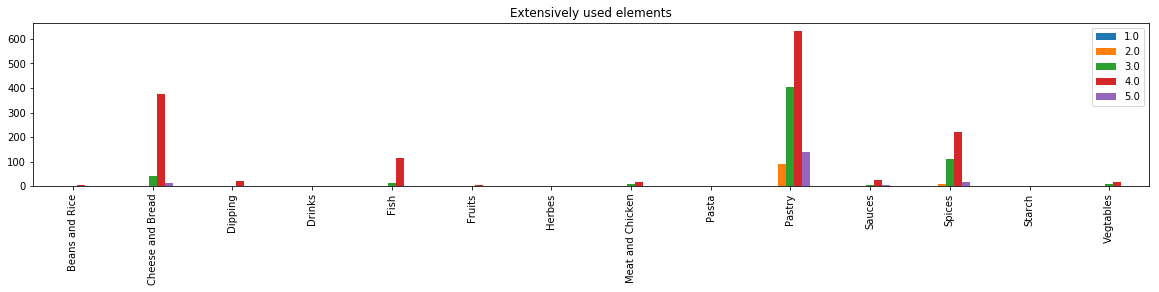 Extensively used elements
600
500
400
300
200
100
0
1.0
2.0
3.0
4.0
5.0
Beans and Rice
Cheese and Bread
Dipping
Drinks
Fish
Fruits
Herbes
Meat and Chicken
Pasta
Pastry
Sauces
Spices
Starch
Vegtables